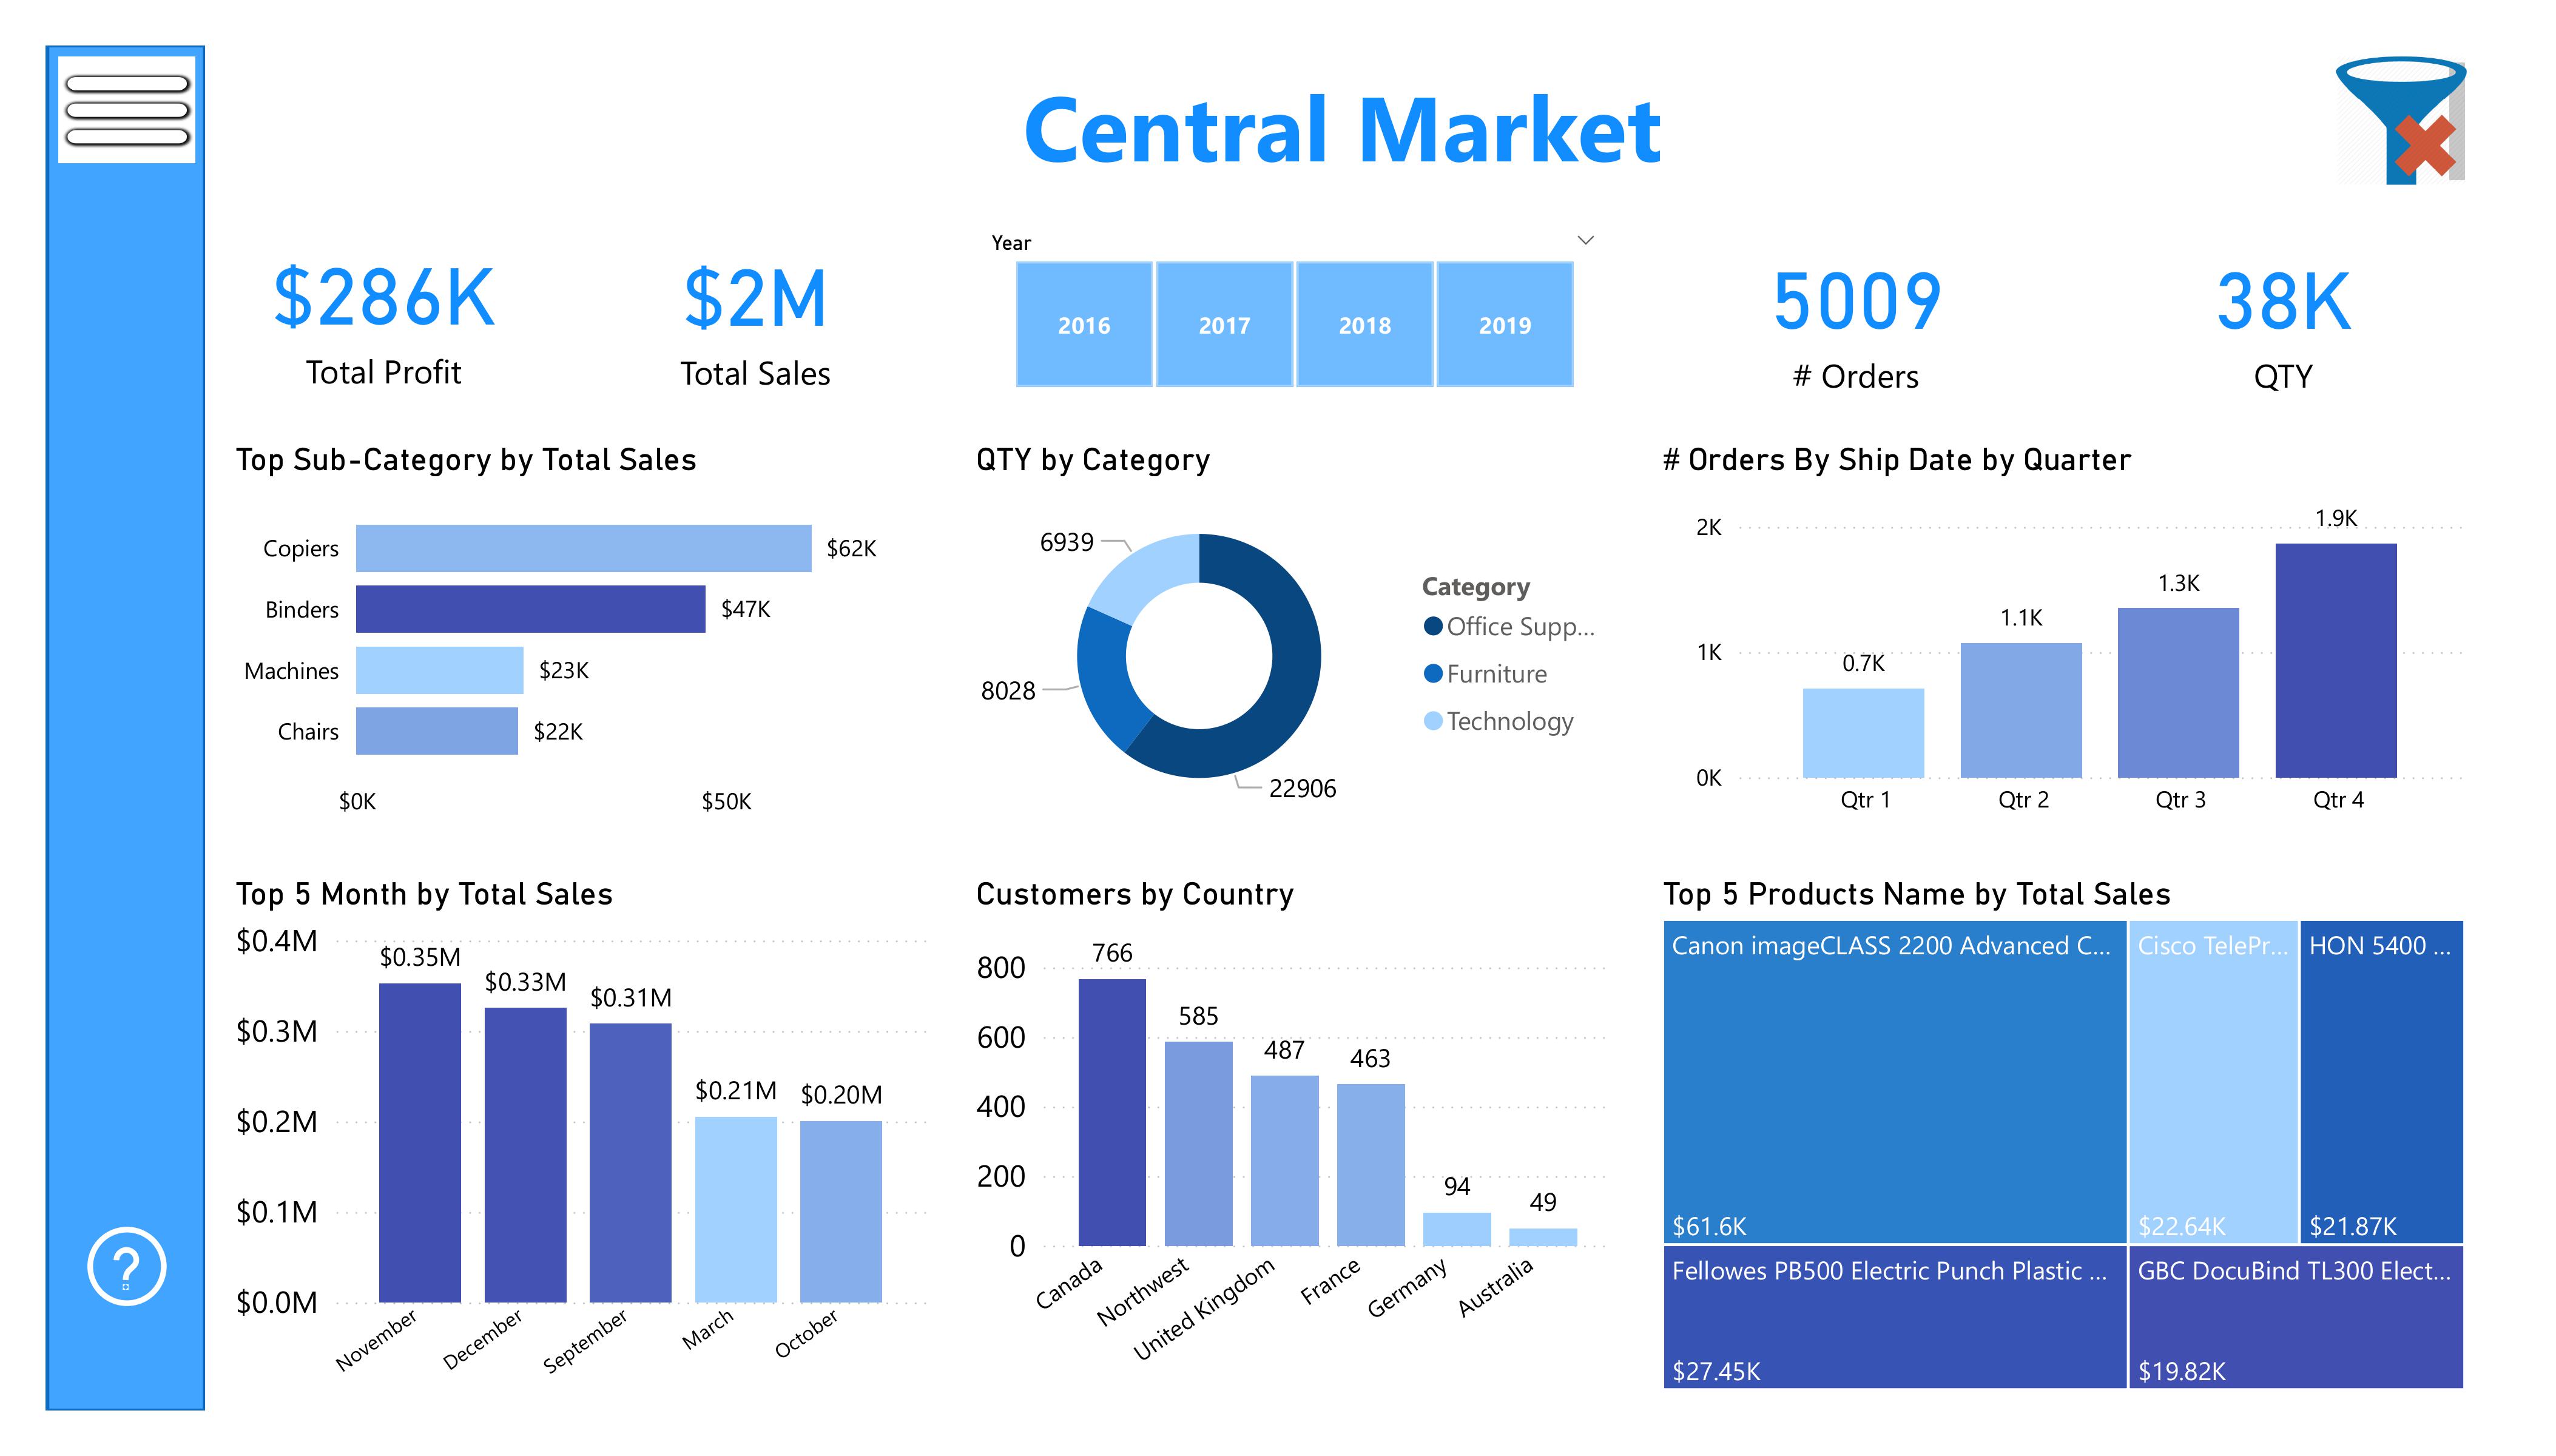 Central Market
$286K
Total Profit
$2M
Total Sales
Year
2016
2017
2018
2019
5009
# Orders
38K
QTY
Top Sub-Category by Total Sales
Copiers
$62K
Binders
$47K
Machines
$23K
Chairs
$22K
$0K
$50K
QTY by Category
6939
8028
22906
Category
Office Supp...
Furniture
Technology
# Orders By Ship Date by Quarter
2K
1K
0K
0.7K
1.1K
1.3K
1.9K
Qtr 1
Qtr 2
Qtr 3
Qtr 4
Top 5 Month by Total Sales
$0.4M
$0.3M
$0.2M
$0.1M
$0.0M
$0.35M
$0.33M
$0.31M
$0.21M
$0.20M
November
December
September
March
October
Customers by Country
800
600
400
200
0
766
585
487
463
94
49
Canada
Northwest
United Kingdom
France
Germany
Australia
Top 5 Products Name by Total Sales
Canon imageCLASS 2200 Advanced C...
$61.6K
Cisco TelePr...
$22.64K
HON 5400 ...
$21.87K
Fellowes PB500 Electric Punch Plastic ...
$27.45K
GBC DocuBind TL300 Elect...
$19.82K
?